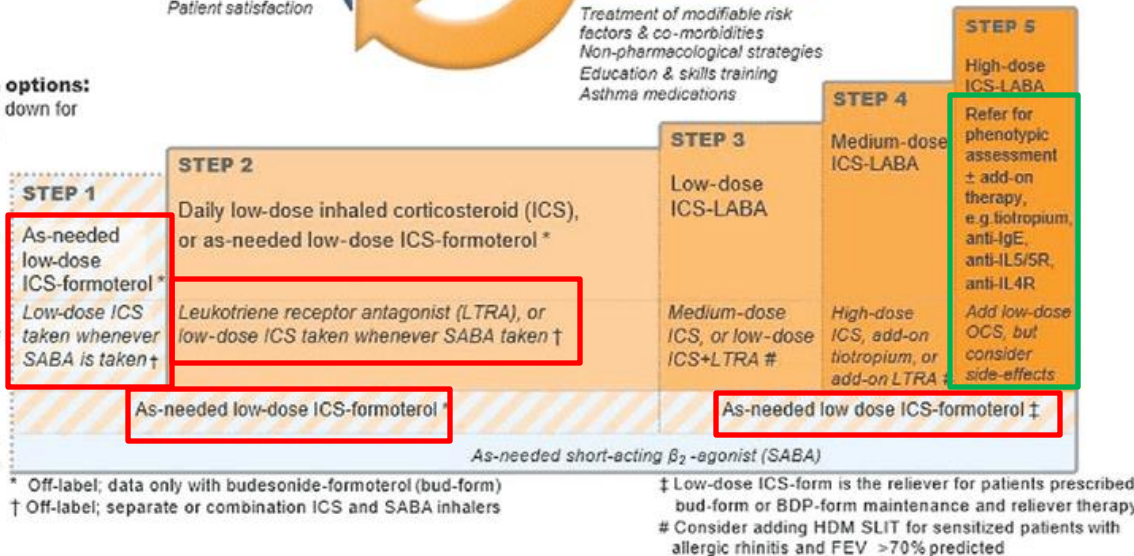 Patient satisfaction
Treatment of modifiable risk
factors & co-morbidities
Non-pharmacological strategies
Education & skills training
Asthma medications
options:
down for
STEP 1
As-needed
low-dose
ICS-formoterol *
Low-dose ICS
taken whenever
SABA is taken †
STEP 2
Daily low-dose inhaled corticosteroid (ICS),
or as-needed low-dose ICS-formoterol *
Leukotriene receptor antagonist (LTRA), or
low-dose ICS taken whenever SABA taken †
STEP 3
Low-dose
ICS-LABA
Medium-dose
ICS, or low-dose
ICS+LTRA #
STEP 4
Medium-dose
ICS-LABA
High-dose
ICS, add-on
tiotropium, or
add-on LTRA #
STEP 5
High-dose
ICS-LABA
Refer for
phenotypic
assessment
± add-on
therapy,
e.g.tiotropium,
anti-IgE,
anti-IL5/5R,
anti-IL4R
Add low-dose
OCS, but
consider
side-effects
As-needed low-dose ICS-formoterol *
As-needed low dose ICS-formoterol ‡
As-needed short-acting β₂ -agonist (SABA)
* Off-label; data only with budesonide-formoterol (bud-form)
† Off-label; separate or combination ICS and SABA inhalers
‡ Low-dose ICS-form is the reliever for patients prescribed
bud-form or BDP-form maintenance and reliever therapy
# Consider adding HDM SLIT for sensitized patients with
allergic rhinitis and FEV >70% predicted